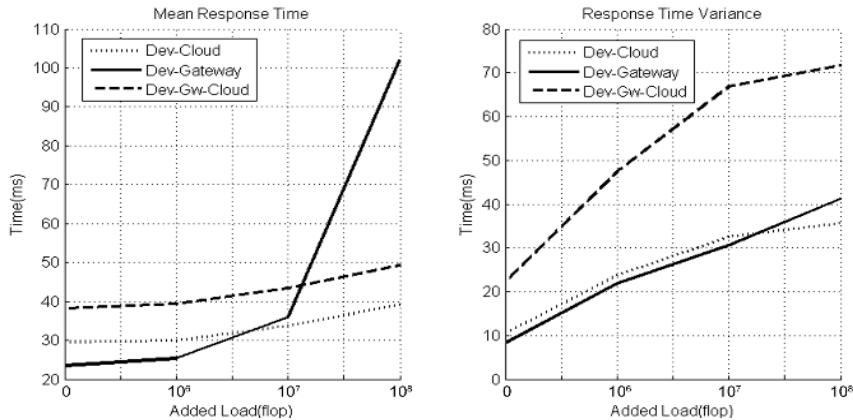 Mean Response Time
110
100
90
80
70
60
50
40
30
20
Time(ms)
Dev-Cloud
Dev-Gateway
Dev-Gw-Cloud
0
10⁶
10⁷
10⁸
Added Load(flop)
Response Time Variance
80
70
60
50
40
30
20
10
0
Time(ms)
Dev-Cloud
Dev-Gateway
Dev-Gw-Cloud
0
10⁶
10⁷
10⁸
Added Load(flop)